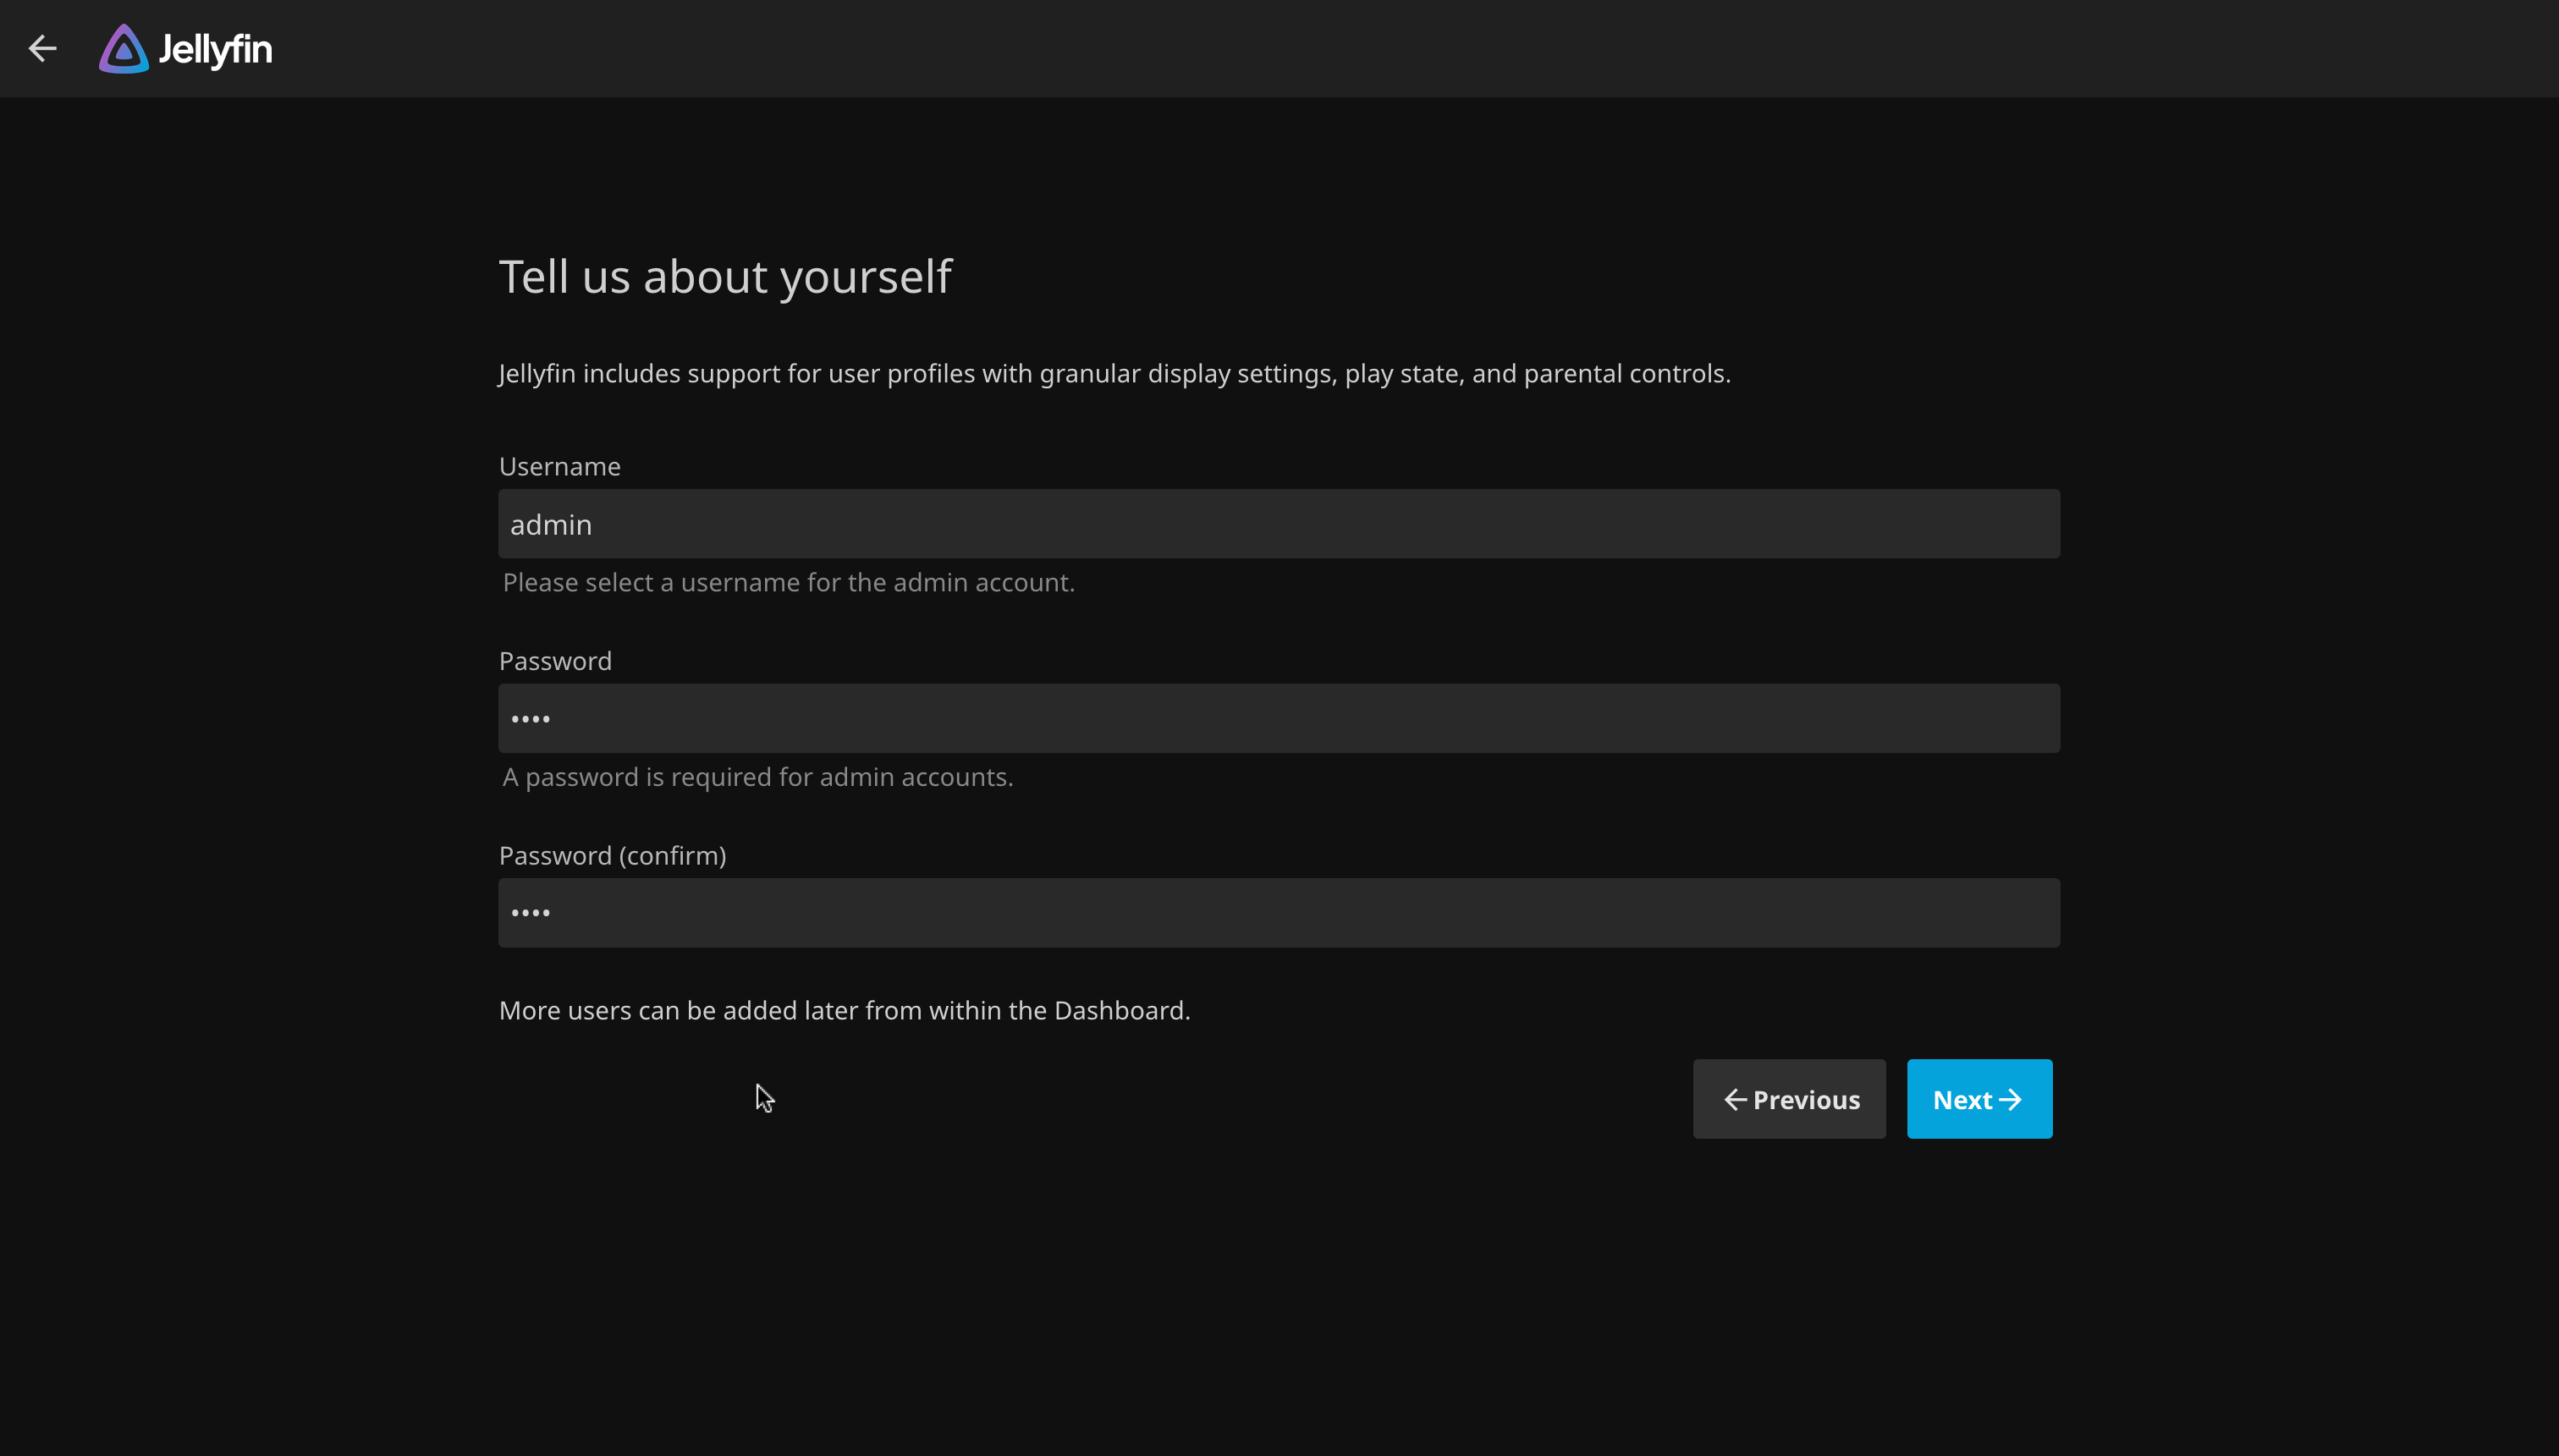 Jellyfin
Tell us about yourself
Jellyfin includes support for user profiles with granular display settings, play state, and parental controls.
Username
admin
Please select a username for the admin account.
Password
••••
A password is required for admin accounts.
Password (confirm)
••••
More users can be added later from within the Dashboard.
Previous
Next